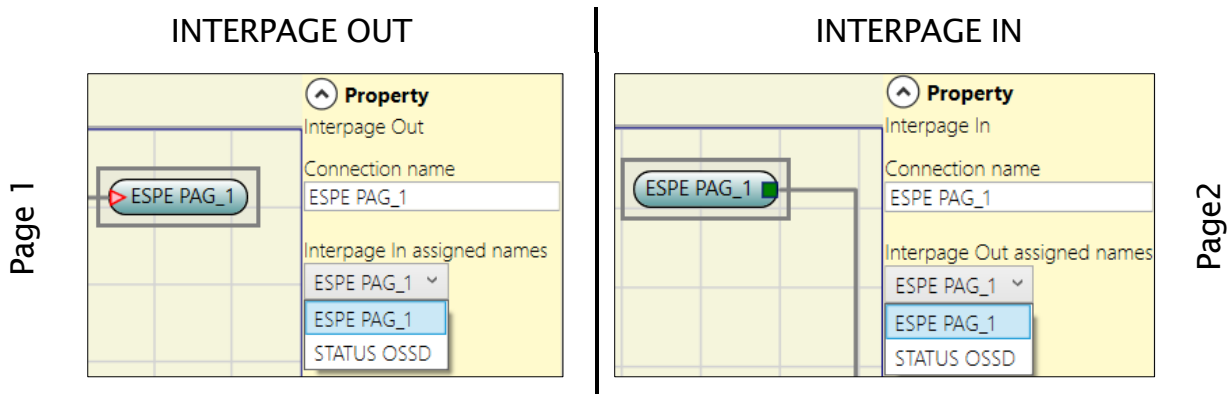 INTERPAGE OUT
INTERPAGE IN
Page 1
ESPE PAG_1
Property
Interpage Out
Connection name
ESPE PAG_1
Interpage In assigned names
ESPE PAG_1
ESPE PAG_1
STATUS OSSD
ESPE PAG_1
Property
Interpage In
Connection name
ESPE PAG_1
Interpage Out assigned names
ESPE PAG_1
ESPE PAG_1
STATUS OSSD
Page2